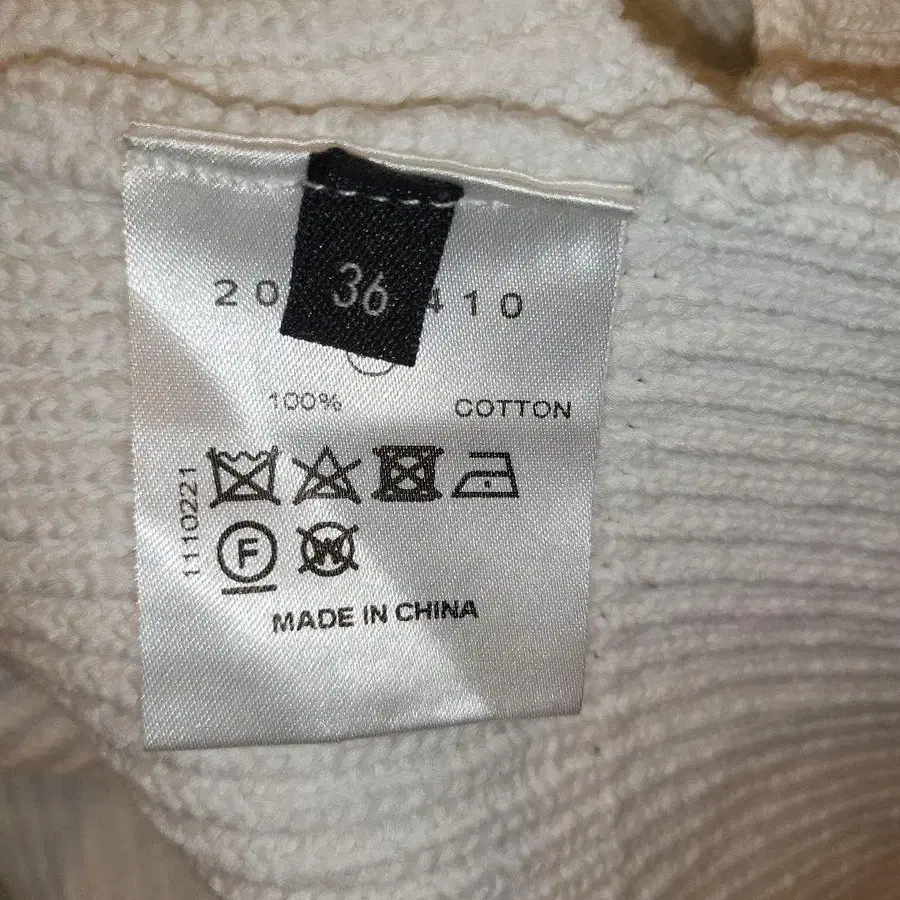 36
20 410
100% COTTON
1110221
F
W
MADE IN CHINA